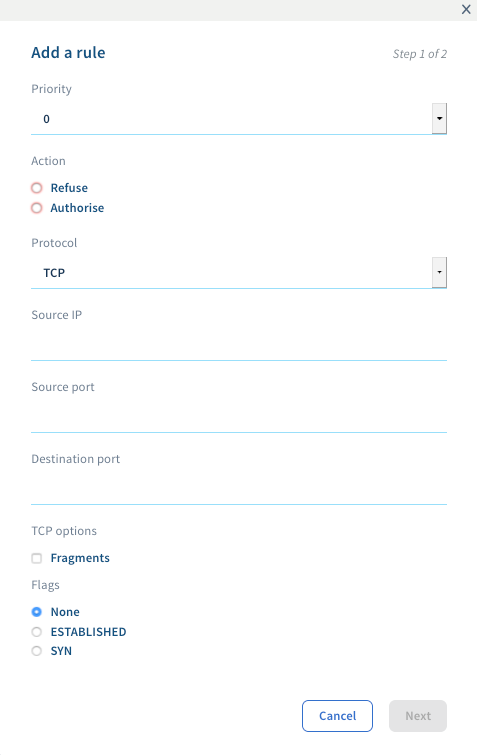 Add a rule
Step 1 of 2
Priority
0
Action
Refuse
Authorise
Protocol
TCP
Source IP
Source port
Destination port
TCP options
Fragments
Flags
None
ESTABLISHED
SYN
Cancel
Next